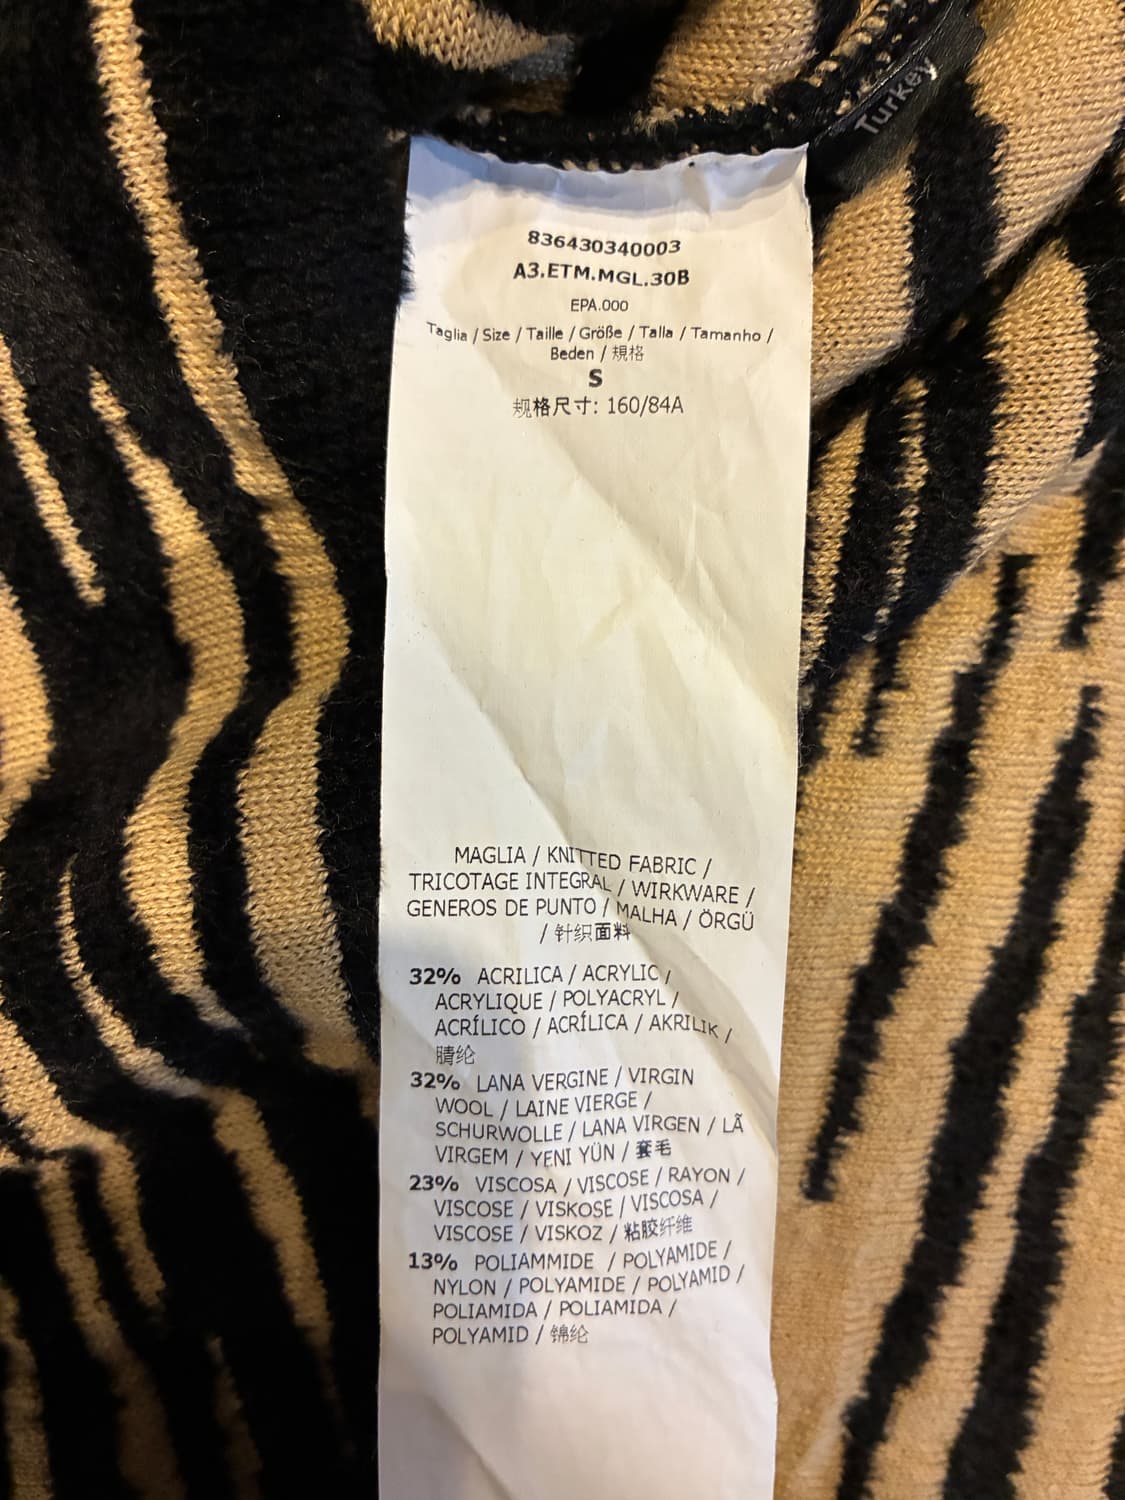 Turkey
836430340003
A3.ETM.MGL.30B
EPA.000
Taglia / Size / Taille / Größe / Talla / Tamanho /
Beden / 規格
S
规格尺寸: 160/84A
MAGLIA / KNITTED FABRIC /
TRICOTAGE INTEGRAL / WIRKWARE /
GENEROS DE PUNTO / MALHA / ÖRGÜ
/ 针织面料
32% ACRILICA / ACRYLIC /
ACRYLIQUE / POLYACRYL /
ACRÍLICO / ACRÍLICA / AKRILIK /
腈纶
32% LANA VERGINE / VIRGIN
WOOL / LAINE VIERGE /
SCHURWOLLE / LANA VIRGEN / LÃ
VIRGEM / YENI YÜN /
23% VISCOSA / VISCOSE / RAYON /
VISCOSE / VISKOSE / VISCOSA /
VISCOSE / VISKOZ / 粘胶纤维
13% POLIAMMIDE / POLYAMIDE /
NYLON / POLYAMIDE / POLYAMID /
POLIAMIDA / POLIAMIDA /
POLYAMID / 锦纶